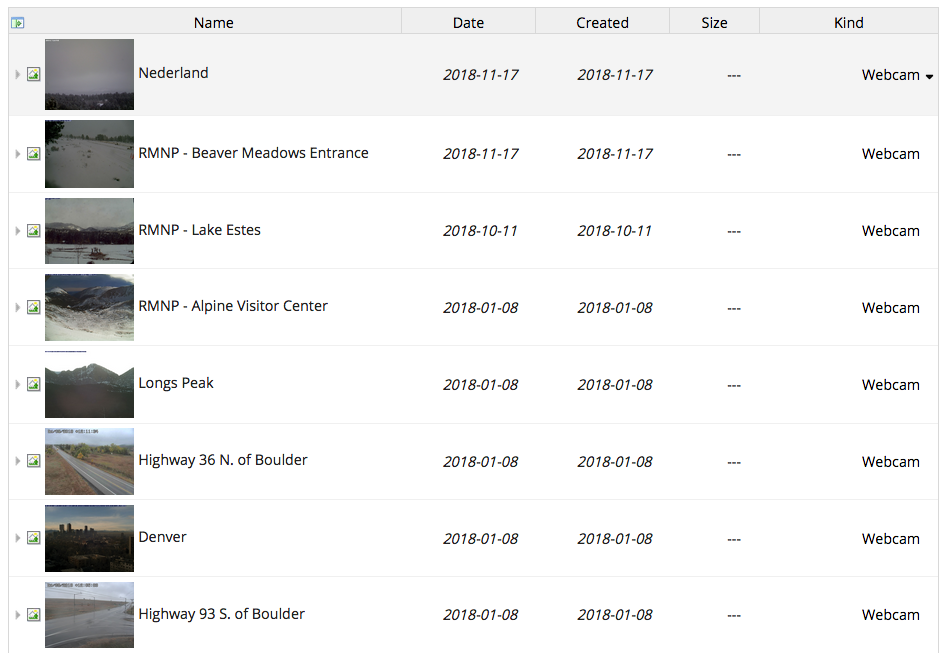 Name Date Created Size Kind
Nederland 2018-11-17 2018-11-17 --- Webcam
RMNP - Beaver Meadows Entrance 2018-11-17 2018-11-17 --- Webcam
RMNP - Lake Estes 2018-10-11 2018-10-11 --- Webcam
RMNP - Alpine Visitor Center 2018-01-08 2018-01-08 --- Webcam
Longs Peak 2018-01-08 2018-01-08 --- Webcam
Highway 36 N. of Boulder 2018-01-08 2018-01-08 --- Webcam
Denver 2018-01-08 2018-01-08 --- Webcam
Highway 93 S. of Boulder 2018-01-08 2018-01-08 --- Webcam